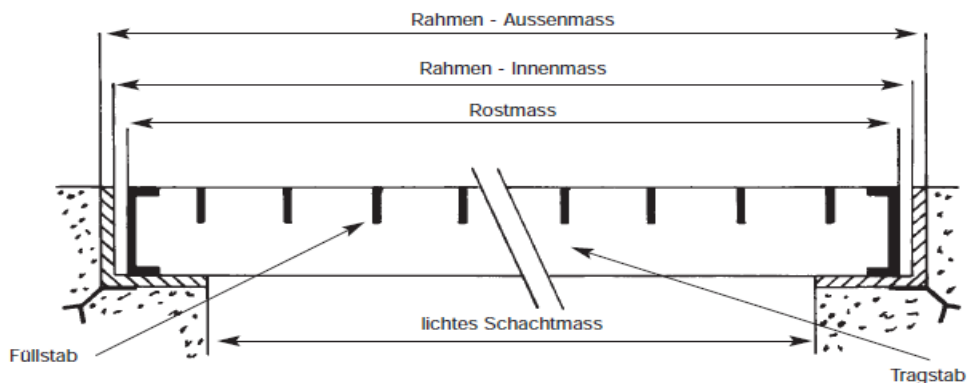 Rahmen - Aussenmass
Rahmen - Innenmass
Rostmass
lichtes Schachtmass
Füllstab
Tragstab